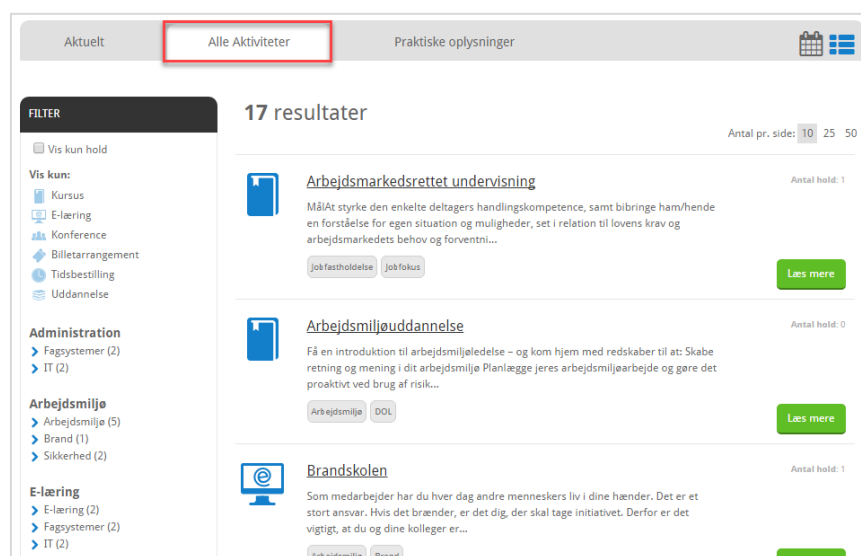 Aktuelt
Alle Aktiviteter
Praktiske oplysninger
FILTER
Vis kun hold
Vis kun:
Kursus
E-læring
Konference
Billetarrangement
Tidsbestilling
Uddannelse
Administration
Fagsystemer (2)
IT (2)
Arbejdsmiljø
Arbejdsmiljø (5)
Brand (1)
Sikkerhed (2)
E-læring
E-læring (2)
Fagsystemer (2)
IT (2)
17 resultater
Antal pr. side: 10 25 50
Arbejdsmarkedsrettet undervisning
Antal hold: 1
MålAt styrke den enkelte deltagers handlingskompetence, samt bibringe ham/hende
en forståelse for egen situation og muligheder, set i relation til lovens krav og
arbejdsmarkedets behov og forventni...
Jobfastholdelse Jobfokus
Læs mere
Arbejdsmiljøuddannelse
Antal hold: 0
Få en introduktion til arbejdsmiljøledelse – og kom hjem med redskaber til at: Skabe
retning og mening i dit arbejdsmiljø Planlægge jeres arbejdsmiljøarbejde og gøre det
proaktivt ved brug af risik...
Arbejdsmiljø DOL
Læs mere
Brandskolen
Antal hold: 1
Som medarbejder har du hver dag andre menneskers liv i dine hænder. Det er et
stort ansvar. Hvis det brænder, er det dig, der skal tage initiativet. Derfor er det
vigtigt, at du og dine kolleger er...
Arbejdsmiljø Brand